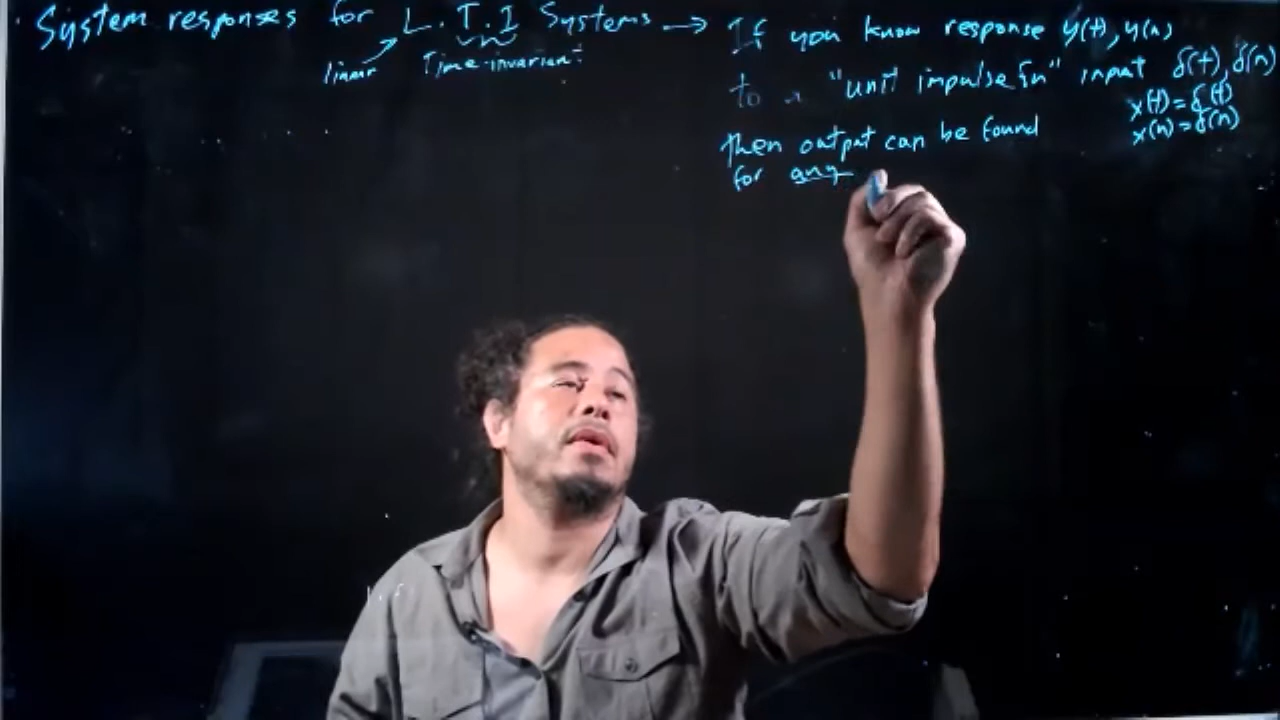 System responses for L.T.I Systems →
linear Time-invariant
If you know response y(t), y(n)
to a "unit impulse fn" input δ(t), δ(n)
x(t) = δ(t)
x(n) = δ(n)
then output can be found
for any